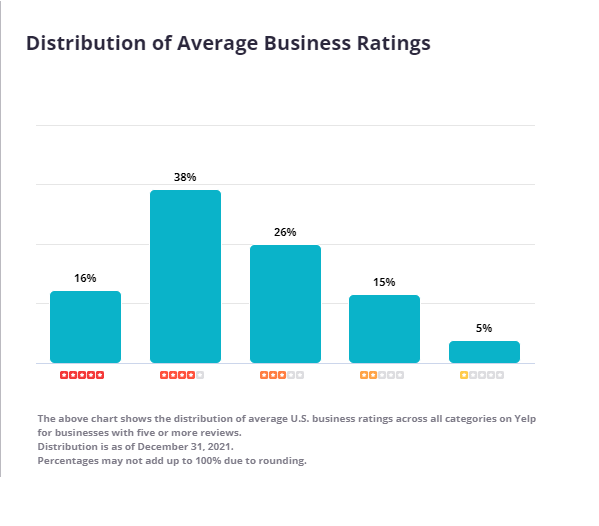 Distribution of Average Business Ratings
38%
26%
16%
15%
5%
The above chart shows the distribution of average U.S. business ratings across all categories on Yelp
for businesses with five or more reviews.
Distribution is as of December 31, 2021.
Percentages may not add up to 100% due to rounding.